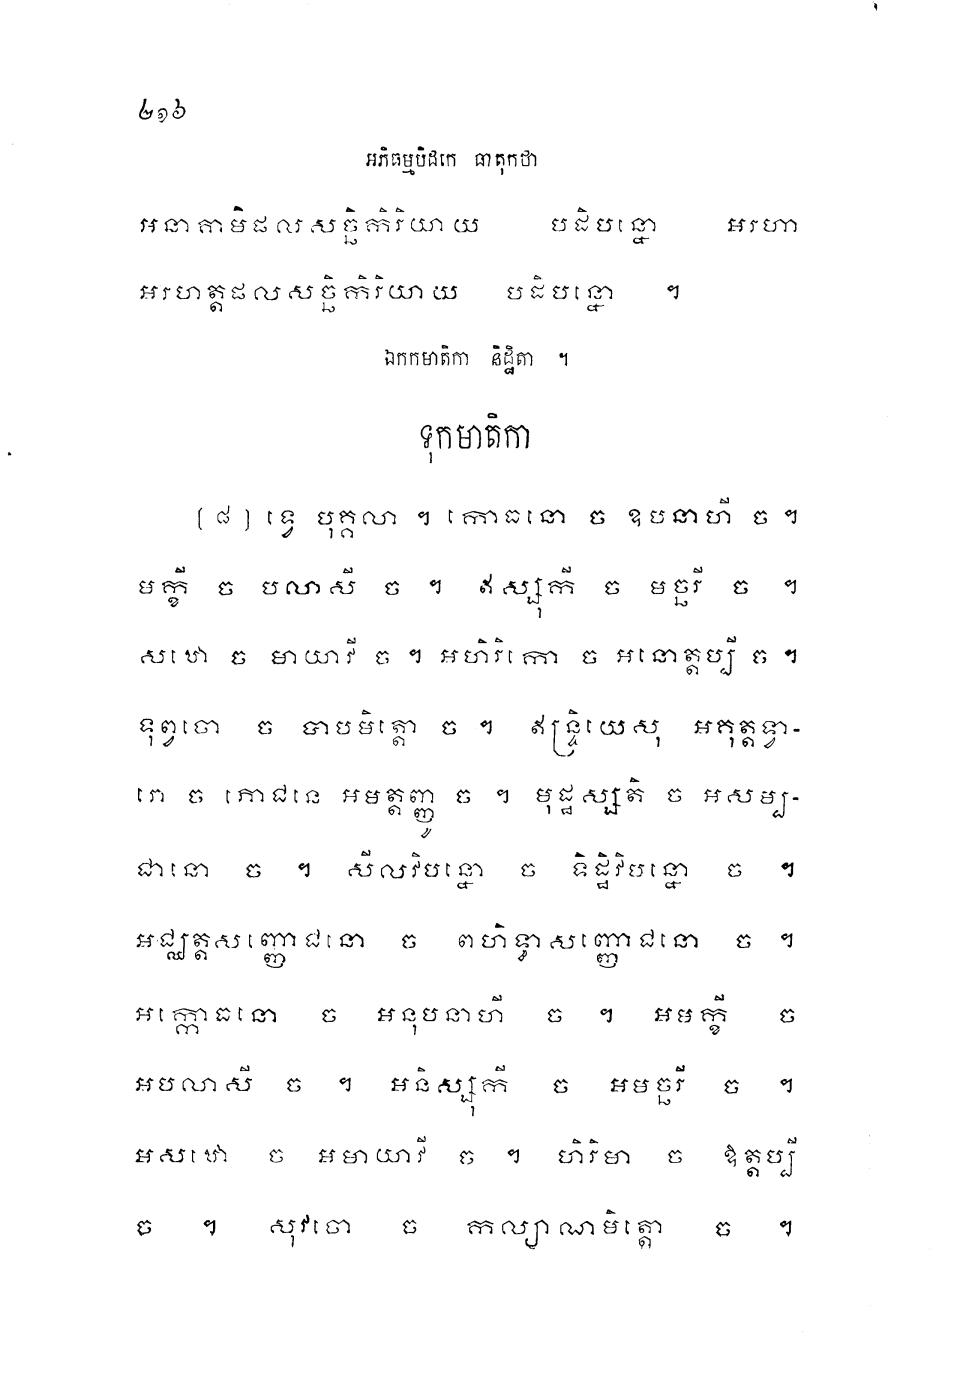 ២១៦
អភិធម្មបិដកេ ធាតុកថា
អនាគាមិផលសច្ឆិកិរិយាយ បដិបន្នោ អរហា
អរហត្តផលសច្ឆិកិរិយាយ បដិបន្នោ ។
ឯកកមាតិកា និដ្ឋិតា ។
ទុកមាតិកា
[៨] ទ្វេ បុគ្គលា ។ កោធនោ ច ឧបនាហី ច ។
មក្ខី ច បលាសី ច ។ ឥស្សុកី ច មច្ឆរី ច ។
សឋោ ច មាយាវី ច ។ អហិរិកោ ច អនោត្តប្បី ច ។
ទុព្វចោ ច បាបមិត្តោ ច ។ ឥន្ទ្រិយេសុ អគុត្តទ្វា-
រោ ច ភោជនេ អមត្តញ្ញូ ច ។ មុដ្ឋស្សតិ ច អសម្ប-
ជានោ ច ។ សីលវិបន្នោ ច ទិដ្ឋិវិបន្នោ ច ។
អជ្ឈត្តសញ្ញោជនោ ច ពហិទ្ធាសញ្ញោជនោ ច ។
អក្កោធនោ ច អនុបនាហី ច ។ អមក្ខី ច
អបលាសី ច ។ អនិស្សុកី ច អមច្ឆរី ច ។
អសឋោ ច អមាយាវី ច ។ ហិរិមា ច ឱត្តប្បី
ច ។ សុវចោ ច កល្យាណមិត្តោ ច ។